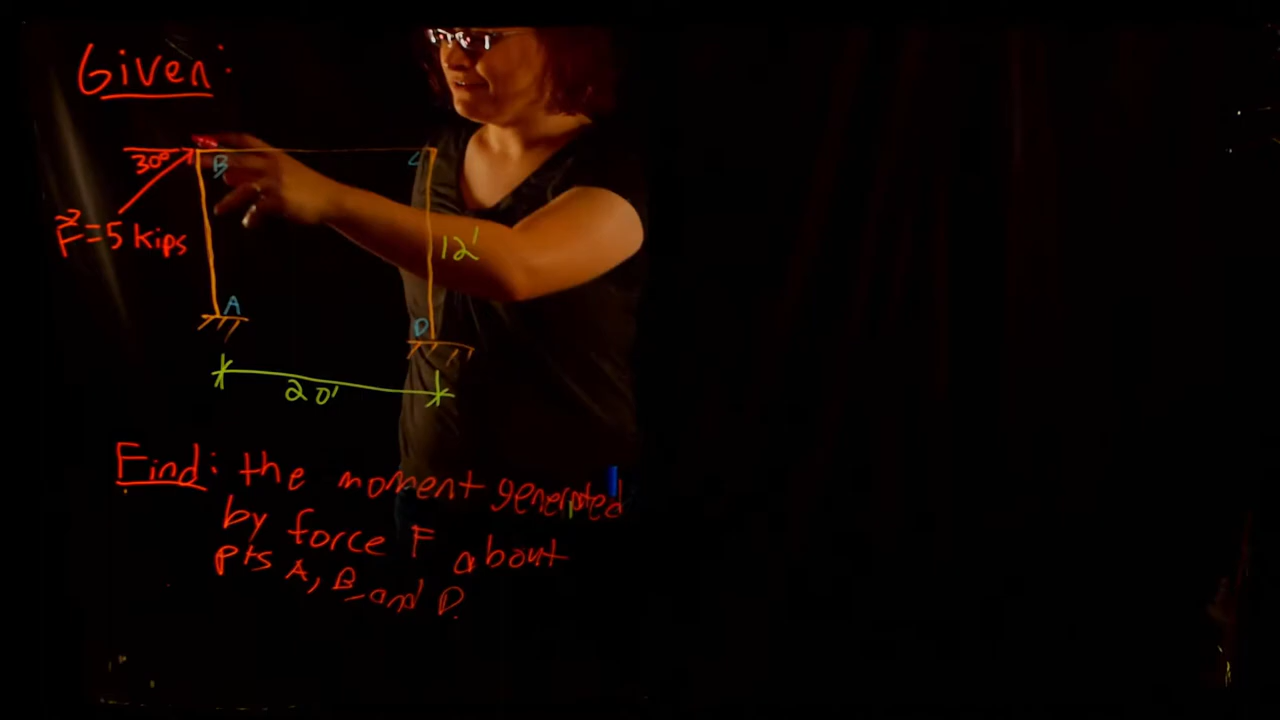 Given:
30°
B
C
F=5 kips
12'
A
D
20'
Find: the moment generated
by force F about
pts A, B, and D.